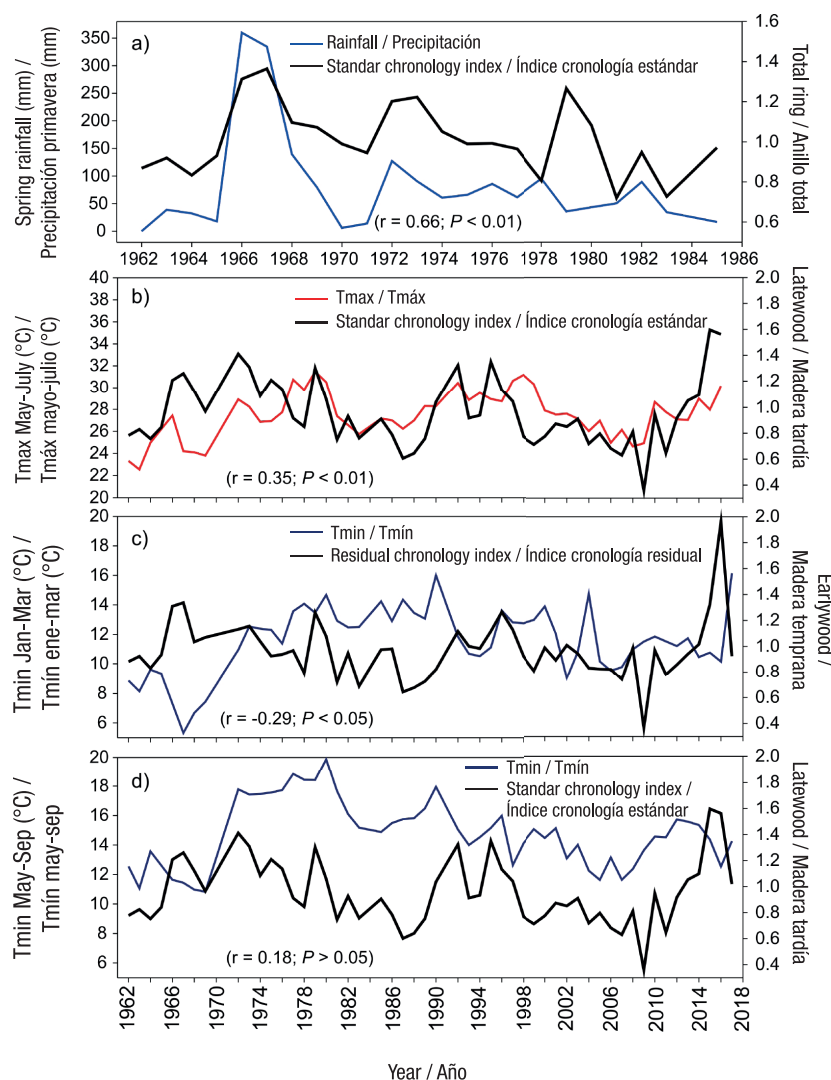 a)
Rainfall / Precipitación
Standar chronology index / Índice cronología estándar
(r = 0.66; P < 0.01)
Spring rainfall (mm) /
Precipitación primavera (mm)
350
300
250
200
150
100
50
0
1.6
1.4
1.2
1.0
0.8
0.6
Total ring / Anillo total
1962 1964 1966 1968 1970 1972 1974 1976 1978 1980 1982 1984 1986
b)
Tmax / Tmáx
Standar chronology index / Índice cronología estándar
(r = 0.35; P < 0.01)
Tmax May-July (°C) /
Tmáx mayo-julio (°C)
40
38
36
34
32
30
28
26
24
22
20
2.0
1.8
1.6
1.4
1.2
1.0
0.8
0.6
0.4
Latewood / Madera tardía
c)
Tmin / Tmín
Residual chronology index / Índice cronología residual
(r = -0.29; P < 0.05)
Tmin Jan-Mar (°C) /
Tmín ene-mar (°C)
20
18
16
14
12
10
8
6
2.0
1.8
1.6
1.4
1.2
1.0
0.8
0.6
0.4
Earlywood /
Madera temprana
d)
Tmin / Tmín
Standar chronology index /
Índice cronología estándar
(r = 0.18; P > 0.05)
Tmin May-Sep (°C) /
Tmín may-sep
20
18
16
14
12
10
8
6
2.0
1.8
1.6
1.4
1.2
1.0
0.8
0.6
0.4
Latewood / Madera tardía
1962 1966 1970 1974 1978 1982 1986 1990 1994 1998 2002 2006 2010 2014 2018
Year / Año